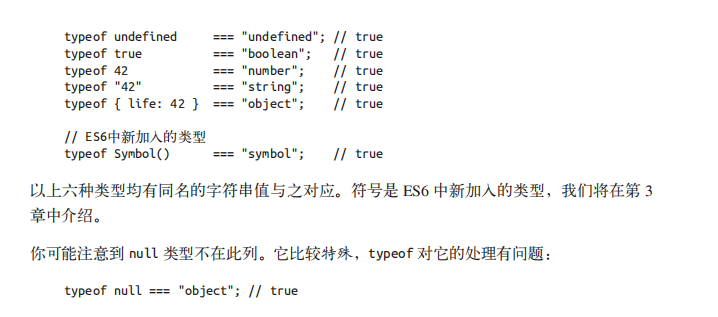 typeof undefined     === "undefined"; // true
typeof true          === "boolean";   // true
typeof 42            === "number";    // true
typeof "42"          === "string";    // true
typeof { life: 42 }  === "object";    // true
// ES6中新加入的类型
typeof Symbol()      === "symbol";    // true
以上六种类型均有同名的字符串值与之对应。符号是 ES6 中新加入的类型，我们将在第 3
章中介绍。
你可能注意到 null 类型不在此列。它比较特殊，typeof 对它的处理有问题：
typeof null === "object"; // true